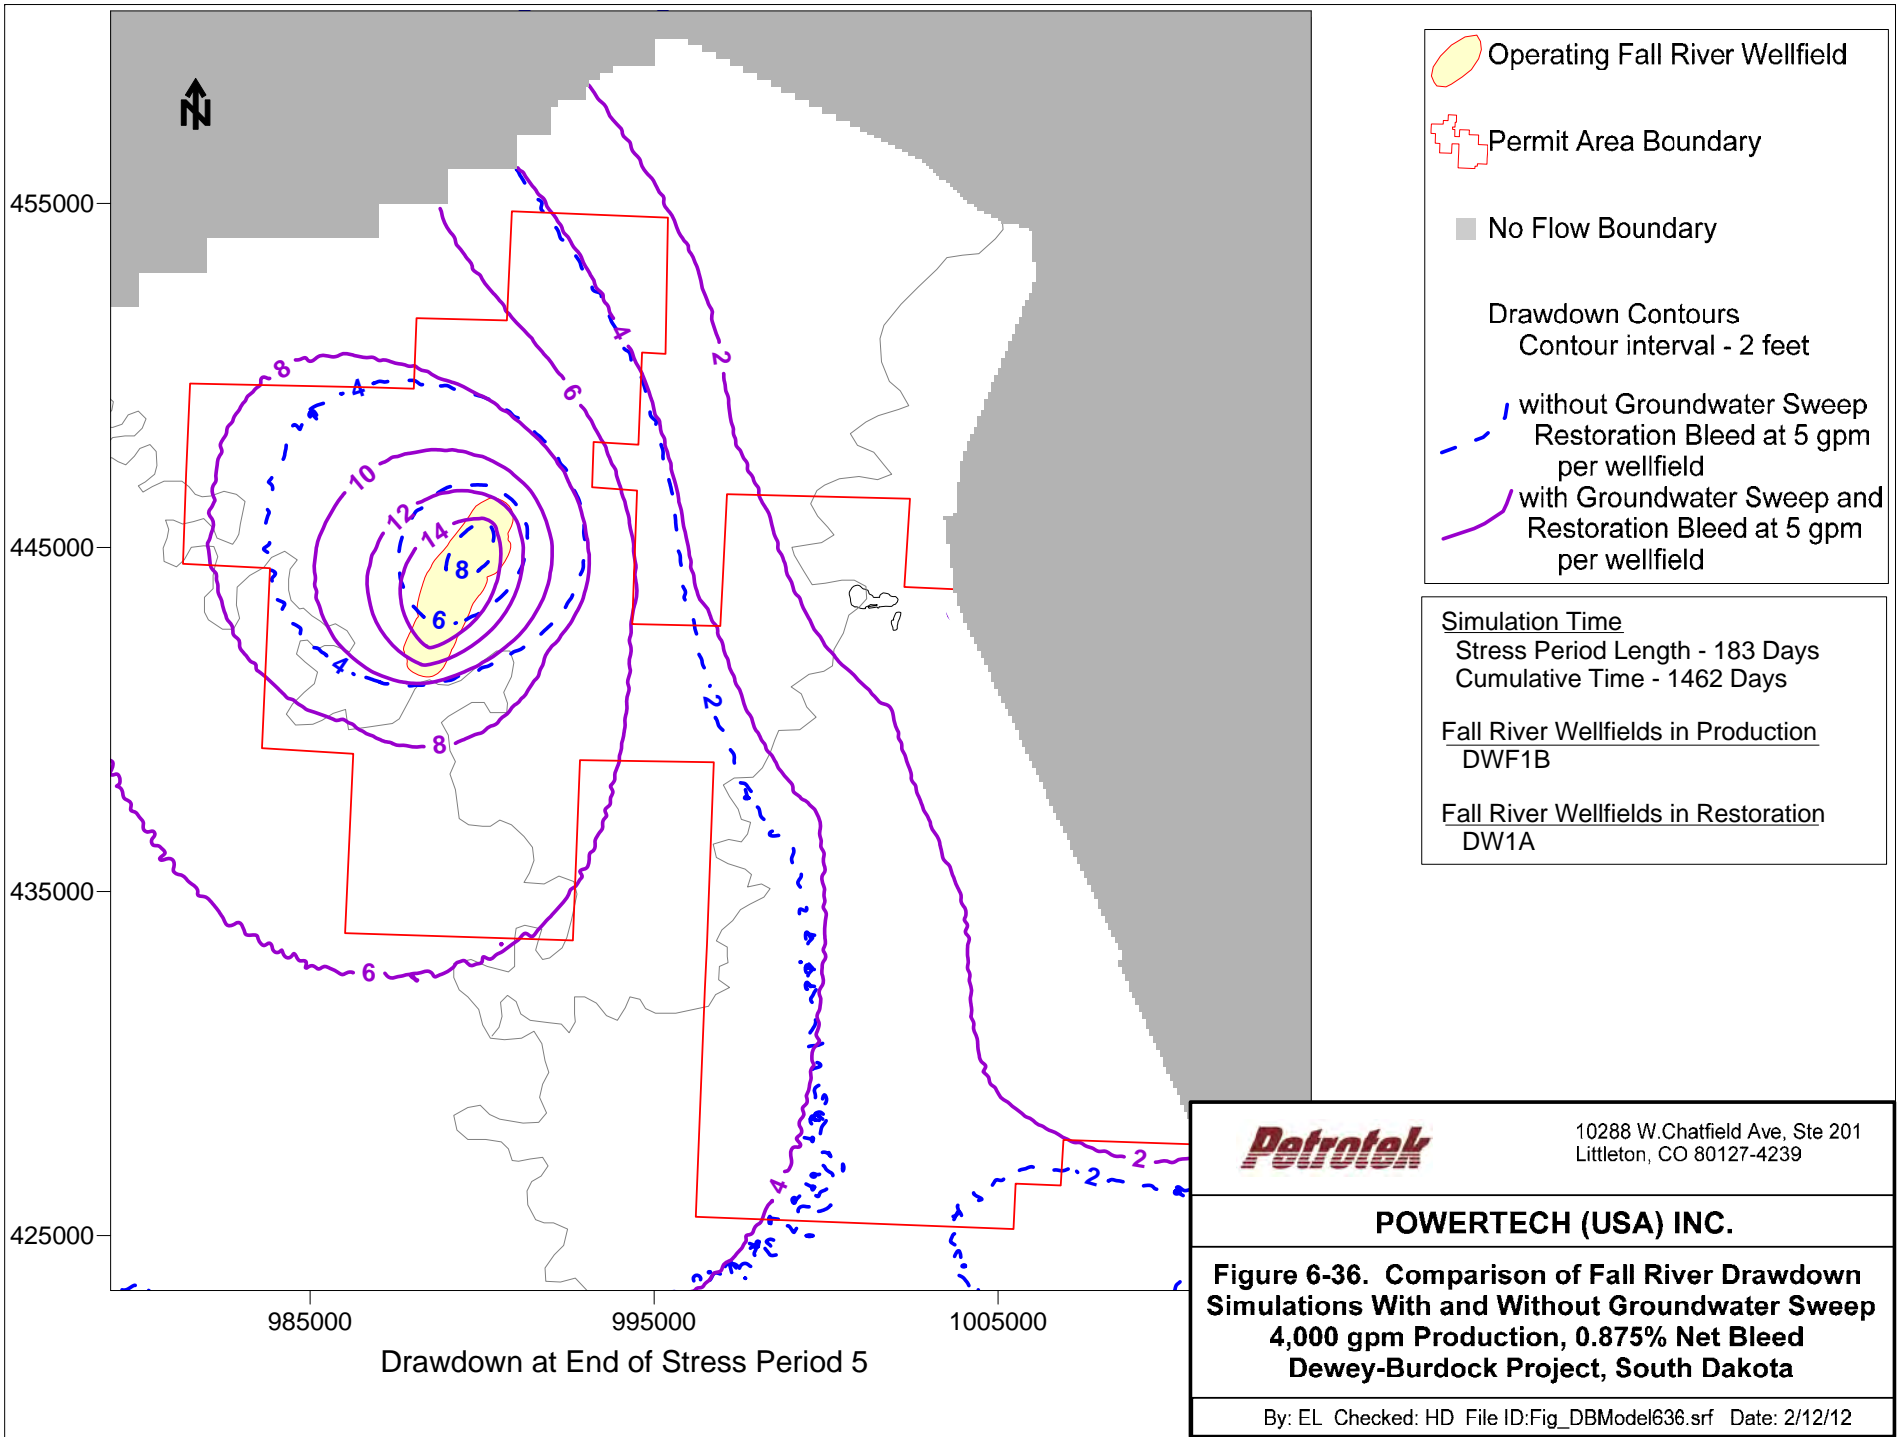 N
455000
445000
435000
425000
985000
995000
1005000
8
4
10
12
14
8
6
4
8
6
6
4
2
2
4
2
2
Drawdown at End of Stress Period 5
Operating Fall River Wellfield
Permit Area Boundary
No Flow Boundary
Drawdown Contours
Contour interval - 2 feet
without Groundwater Sweep
Restoration Bleed at 5 gpm
per wellfield
with Groundwater Sweep and
Restoration Bleed at 5 gpm
per wellfield
Simulation Time
Stress Period Length - 183 Days
Cumulative Time - 1462 Days
Fall River Wellfields in Production
DWF1B
Fall River Wellfields in Restoration
DW1A
Petrotek
10288 W.Chatfield Ave, Ste 201
Littleton, CO 80127-4239
POWERTECH (USA) INC.
Figure 6-36. Comparison of Fall River Drawdown
Simulations With and Without Groundwater Sweep
4,000 gpm Production, 0.875% Net Bleed
Dewey-Burdock Project, South Dakota
By: EL Checked: HD File ID:Fig_DBModel636.srf Date: 2/12/12